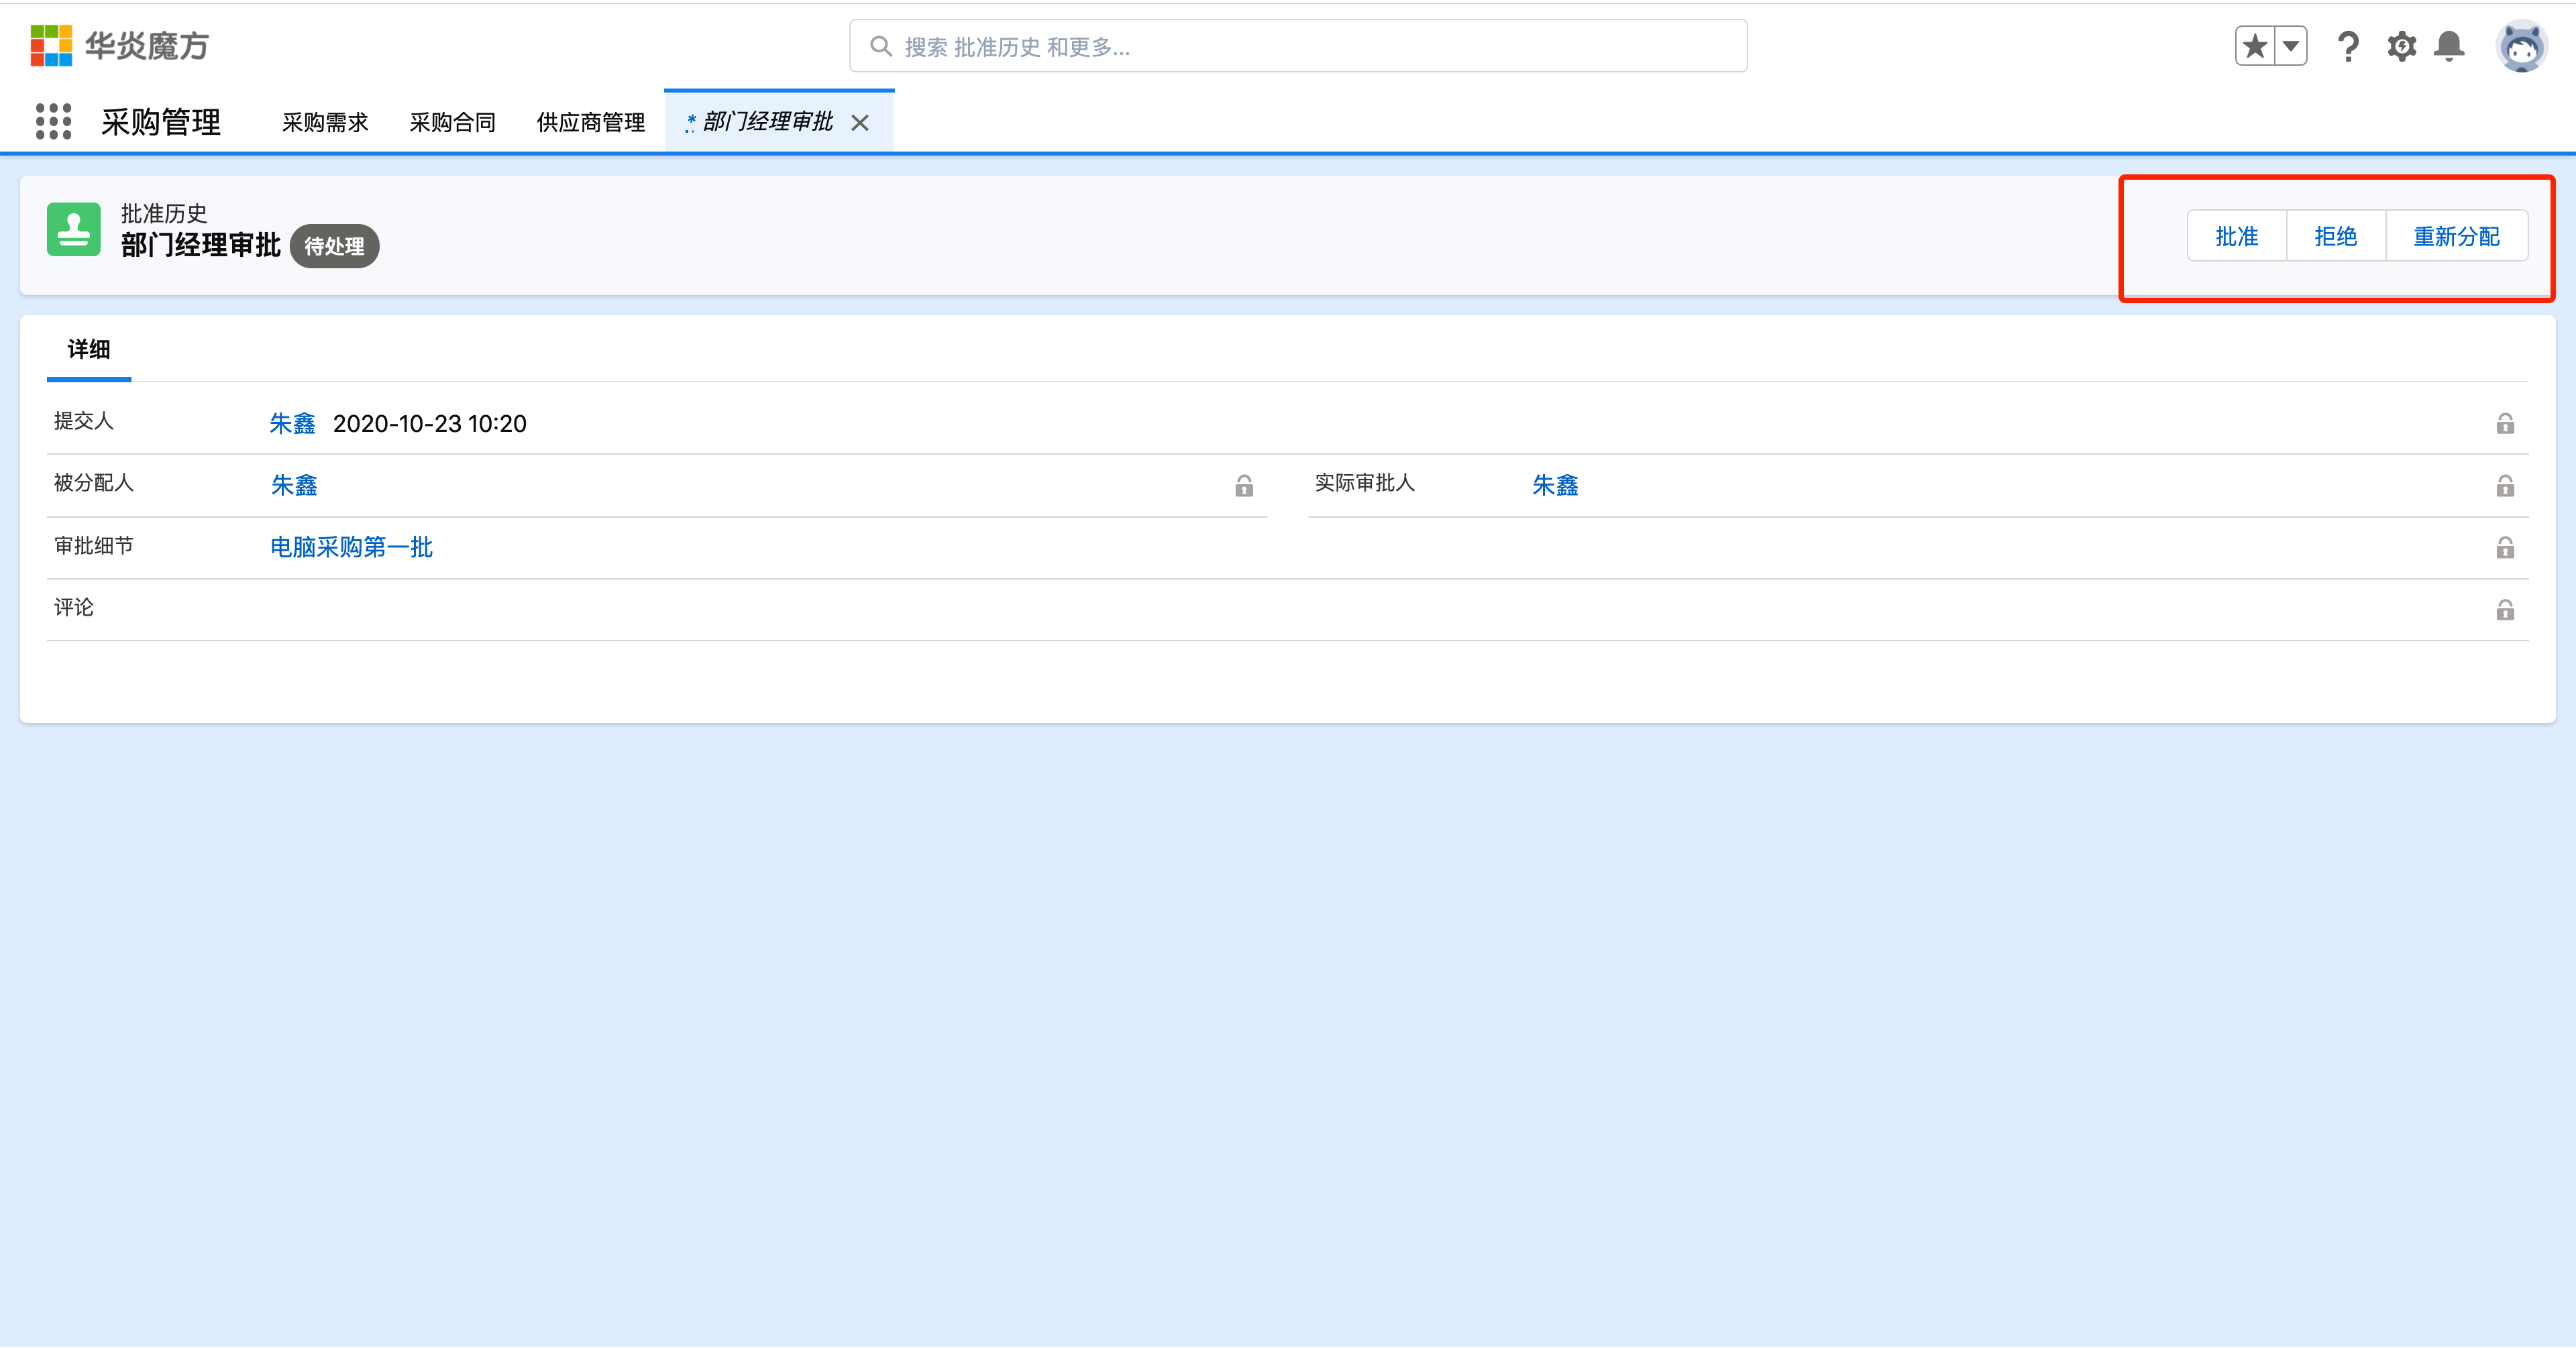 华炎魔方
搜索 批准历史 和更多...
采购管理 采购需求 采购合同 供应商管理 * 部门经理审批
批准历史
部门经理审批 待处理
批准 拒绝 重新分配
详细
提交人 朱鑫 2020-10-23 10:20
被分配人 朱鑫 实际审批人 朱鑫
审批细节 电脑采购第一批
评论